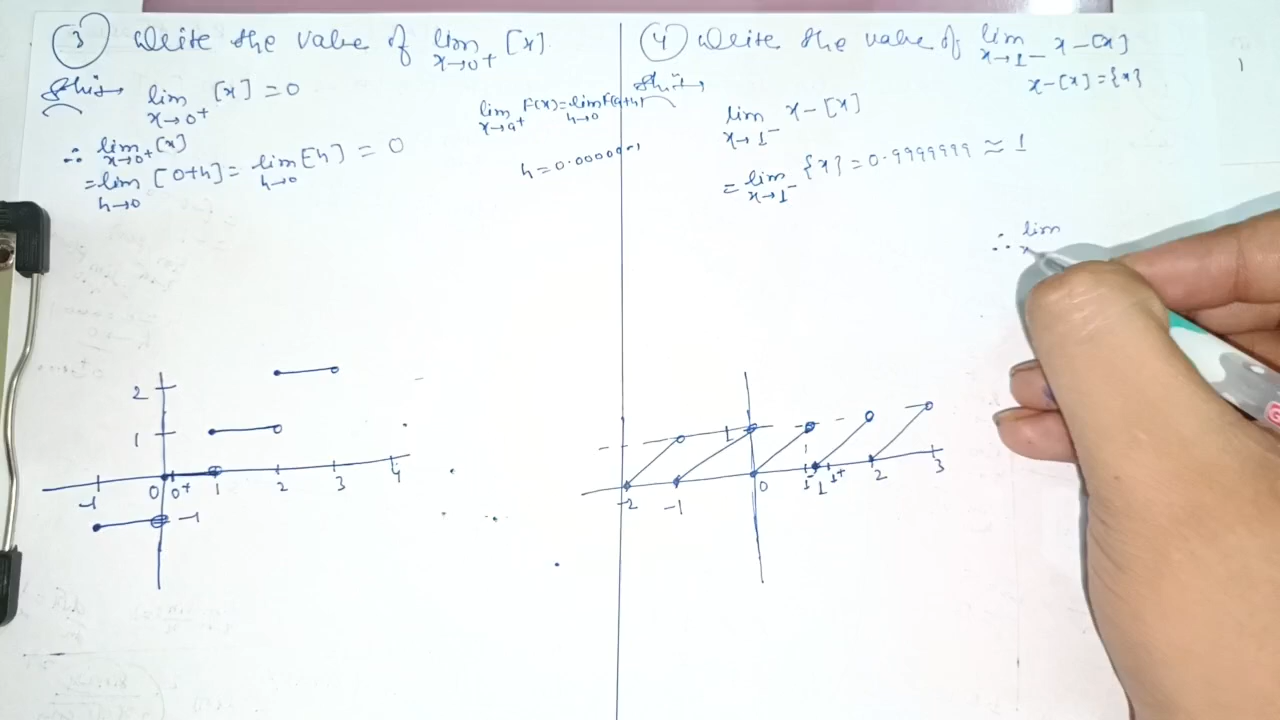 (3) Write the value of lim [x]
x→0+
lim [x] = 0
x→0+
∴ lim [x]
x→0+
= lim [0+h] = lim [h] = 0
h→0 h→0
lim F(x) = lim F(a+h)
x→a+ h→0
h = 0.00000
2
1
-1 0 0+ 1 2 3 4
-1
(4) Write the value of lim x-[x]
x→1-
x-[x] = {x}
lim x-[x]
x→1-
= lim {x} = 0.9999999 ≈ 1
x→1-
∴ lim
x
1
-2 -1 0 1- 1 1+ 2 3